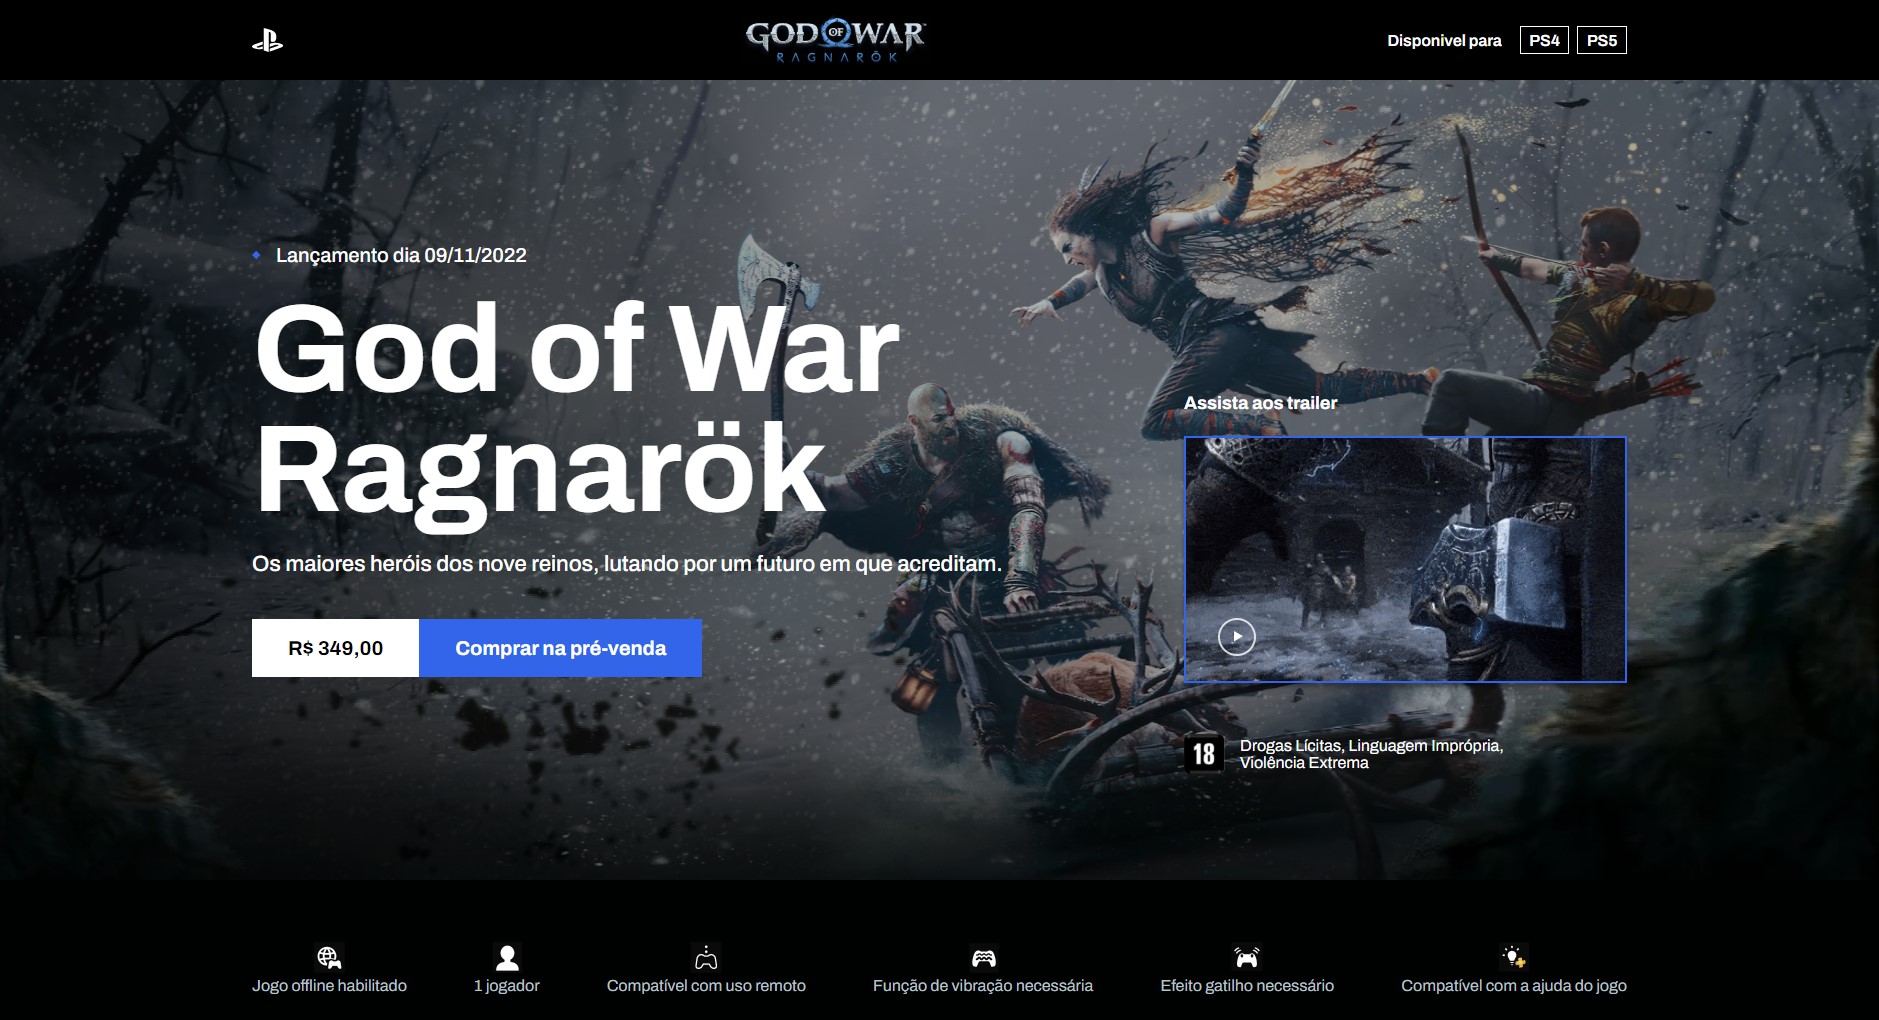 GOD OF WAR
RAGNARÖK
Disponivel para PS4 PS5
Lançamento dia 09/11/2022
God of War
Ragnarök
Os maiores heróis dos nove reinos, lutando por um futuro em que acreditam.
R$ 349,00 Comprar na pré-venda
Assista aos trailer
18
Drogas Lícitas, Linguagem Imprópria,
Violência Extrema
Jogo offline habilitado
1 jogador
Compatível com uso remoto
Função de vibração necessária
Efeito gatilho necessário
Compatível com a ajuda do jogo